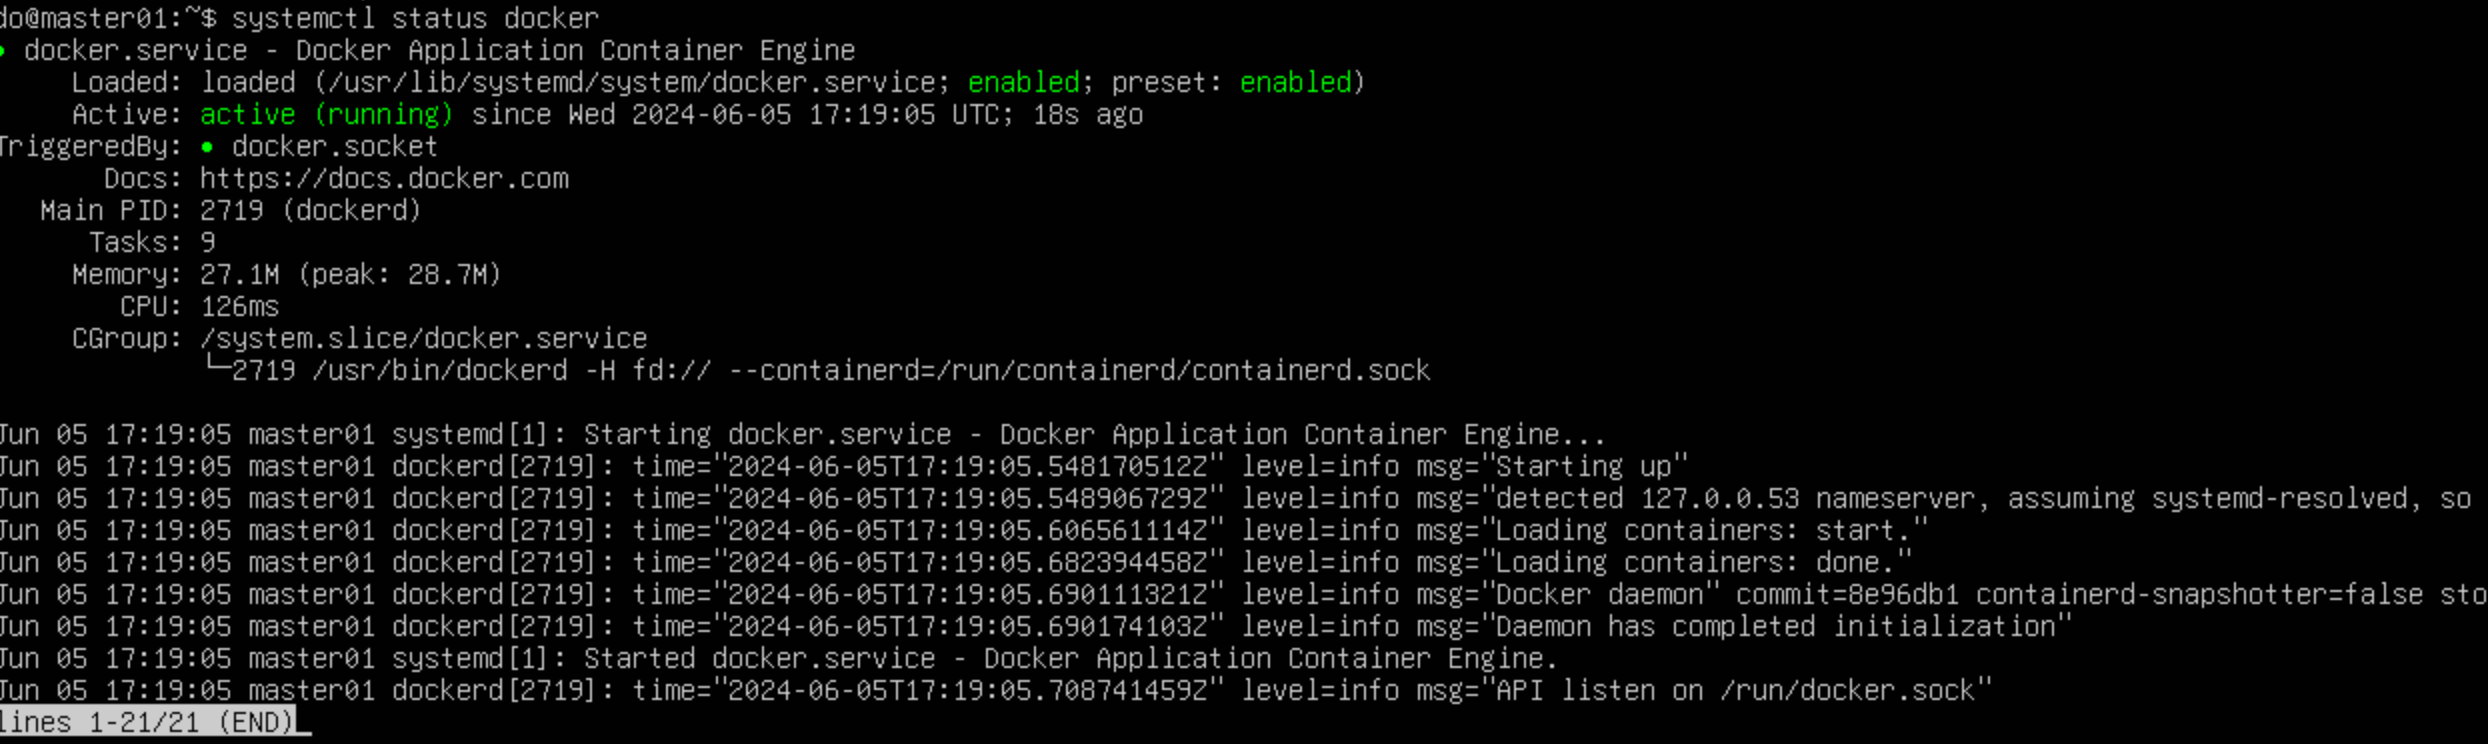 do@master01:~$ systemctl status docker
● docker.service - Docker Application Container Engine
Loaded: loaded (/usr/lib/systemd/system/docker.service; enabled; preset: enabled)
Active: active (running) since Wed 2024-06-05 17:19:05 UTC; 18s ago
TriggeredBy: ● docker.socket
Docs: https://docs.docker.com
Main PID: 2719 (dockerd)
Tasks: 9
Memory: 27.1M (peak: 28.7M)
CPU: 126ms
CGroup: /system.slice/docker.service
└─2719 /usr/bin/dockerd -H fd:// --containerd=/run/containerd/containerd.sock
Jun 05 17:19:05 master01 systemd[1]: Starting docker.service - Docker Application Container Engine...
Jun 05 17:19:05 master01 dockerd[2719]: time="2024-06-05T17:19:05.548170512Z" level=info msg="Starting up"
Jun 05 17:19:05 master01 dockerd[2719]: time="2024-06-05T17:19:05.548906729Z" level=info msg="detected 127.0.0.53 nameserver, assuming systemd-resolved, so
Jun 05 17:19:05 master01 dockerd[2719]: time="2024-06-05T17:19:05.606561114Z" level=info msg="Loading containers: start."
Jun 05 17:19:05 master01 dockerd[2719]: time="2024-06-05T17:19:05.682394458Z" level=info msg="Loading containers: done."
Jun 05 17:19:05 master01 dockerd[2719]: time="2024-06-05T17:19:05.690111321Z" level=info msg="Docker daemon" commit=8e96db1 containerd-snapshotter=false sto
Jun 05 17:19:05 master01 dockerd[2719]: time="2024-06-05T17:19:05.690174103Z" level=info msg="Daemon has completed initialization"
Jun 05 17:19:05 master01 systemd[1]: Started docker.service - Docker Application Container Engine.
Jun 05 17:19:05 master01 dockerd[2719]: time="2024-06-05T17:19:05.708741459Z" level=info msg="API listen on /run/docker.sock"
lines 1-21/21 (END)